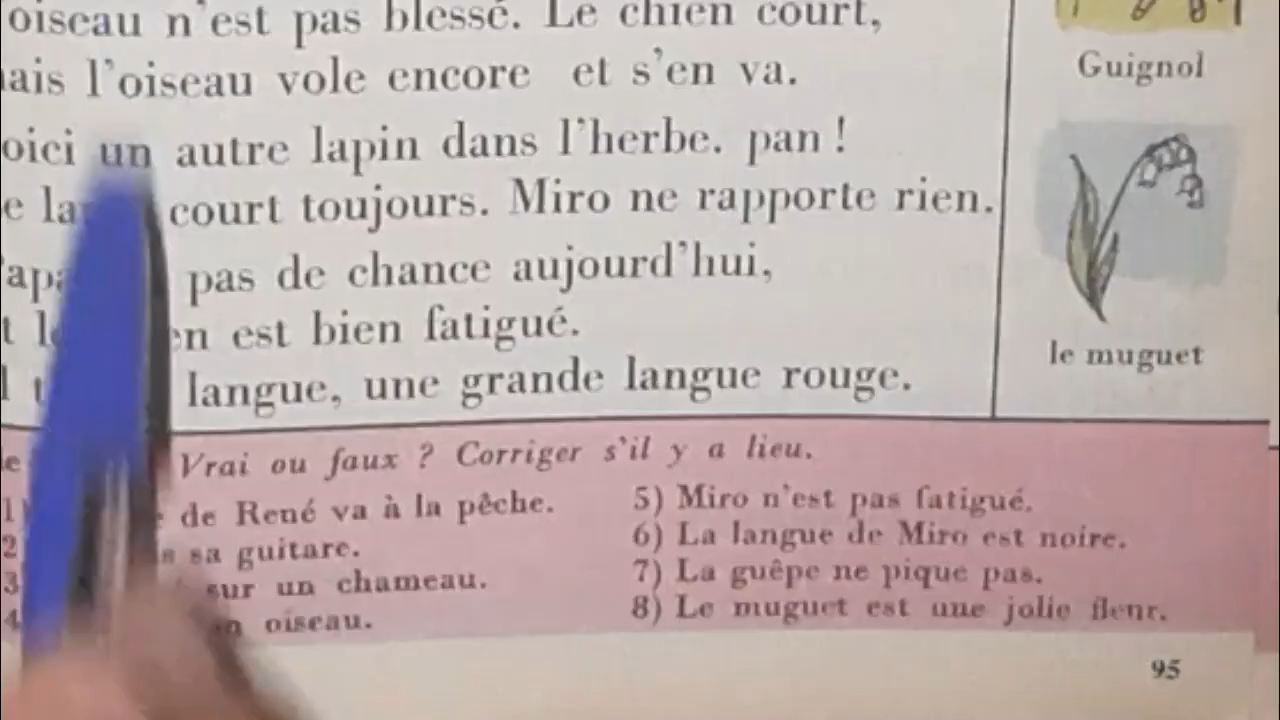 oiseau n'est pas blessé. Le chien court,
ais l'oiseau vole encore et s'en va.
oici un autre lapin dans l'herbe. pan !
e la court toujours. Miro ne rapporte rien.
pas de chance aujourd'hui,
est bien fatigué.
langue, une grande langue rouge.
Guignol
le muguet
Vrai ou faux ? Corriger s'il y a lieu.
1) de René va à la pêche.
2 sa guitare.
3 sur un chameau.
4 oiseau.
5) Miro n'est pas fatigué.
6) La langue de Miro est noire.
7) La guêpe ne pique pas.
8) Le muguet est une jolie fleur.
95